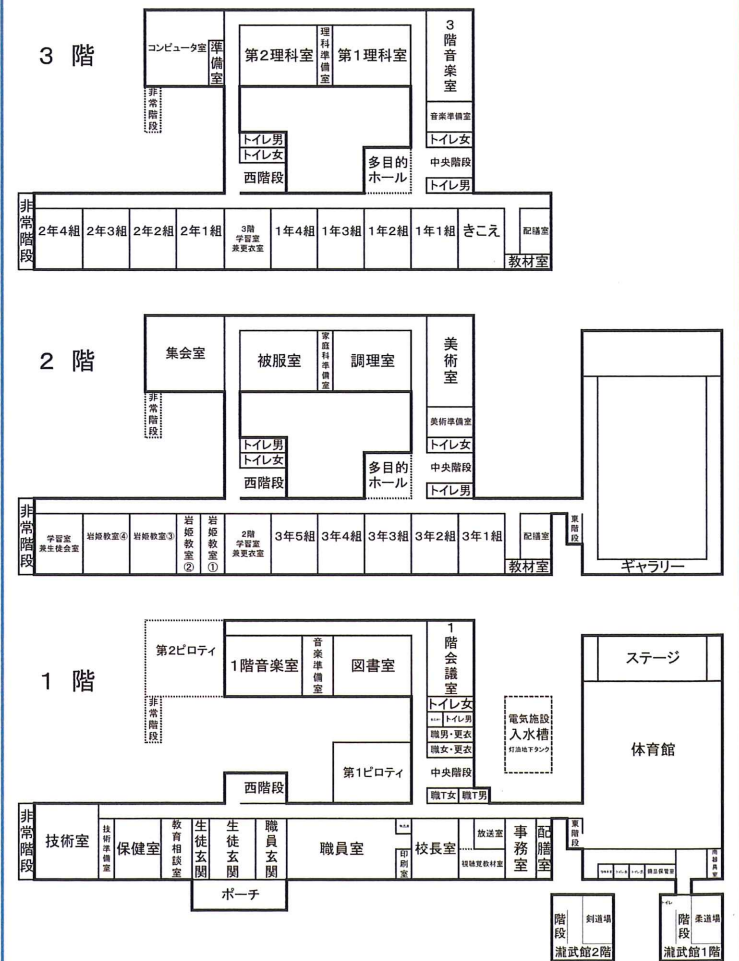 3 階
コンピュータ室
準備室
第2理科室
理科準備室
第1理科室
3階音楽室
非常階段
音楽準備室
トイレ男
トイレ女
トイレ女
西階段
多目的ホール
中央階段
トイレ男
非常階段
2年4組
2年3組
2年2組
2年1組
3階
学習室
兼更衣室
1年4組
1年3組
1年2組
1年1組
きこえ
配膳室
教材室
2 階
集会室
被服室
家庭科準備室
調理室
美術室
非常階段
美術準備室
トイレ男
トイレ女
トイレ女
西階段
多目的ホール
中央階段
トイレ男
非常階段
学習室
兼生徒会室
岩姫教室④
岩姫教室③
岩姫教室②
岩姫教室①
2階
学習室
兼更衣室
3年5組
3年4組
3年3組
3年2組
3年1組
配膳室
教材室
東階段
ギャラリー
1 階
第2ピロティ
1階音楽室
音楽準備室
図書室
1階会議室
ステージ
非常階段
トイレ女
トイレ男
職男・更衣
職女・更衣
電気施設
入水槽
灯油地下タンク
体育館
第1ピロティ
西階段
中央階段
職T女
職T男
非常階段
技術室
技術準備室
保健室
教育相談室
生徒玄関
生徒玄関
職員玄関
職員室
印刷室
校長室
放送室
視聴覚教材室
事務室
配膳室
東階段
ポーチ
トイレ
階段
剣道場
瀧武館2階
階段
柔道場
瀧武館1階